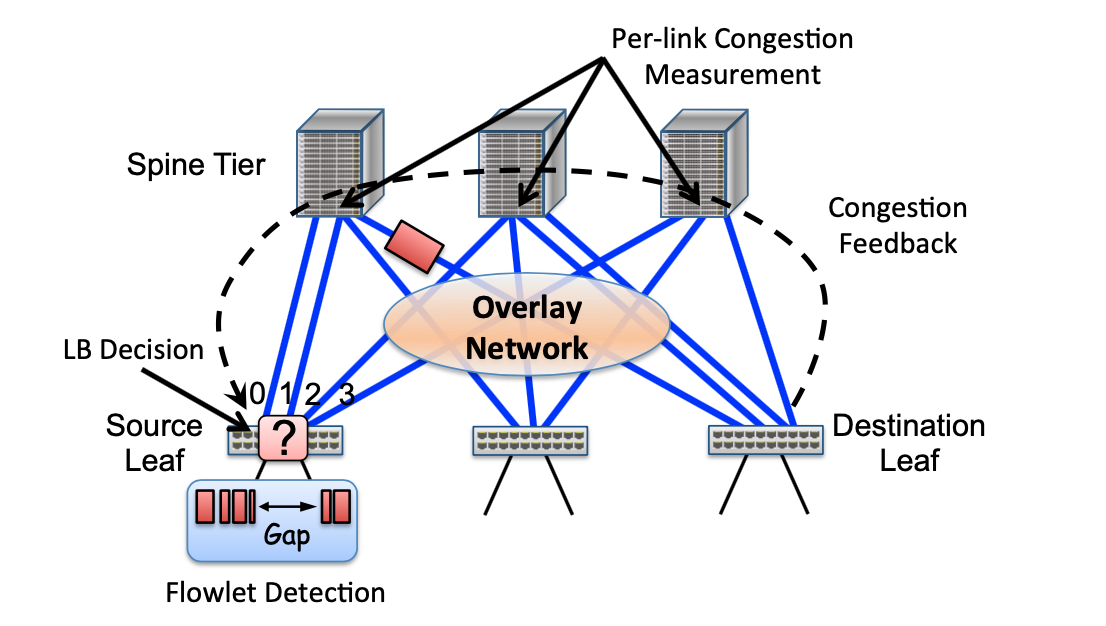 Per-link Congestion
Measurement
Spine Tier
Congestion
Feedback
Overlay
Network
LB Decision
0 1 2 3
Source
Leaf
?
Destination
Leaf
Gap
Flowlet Detection